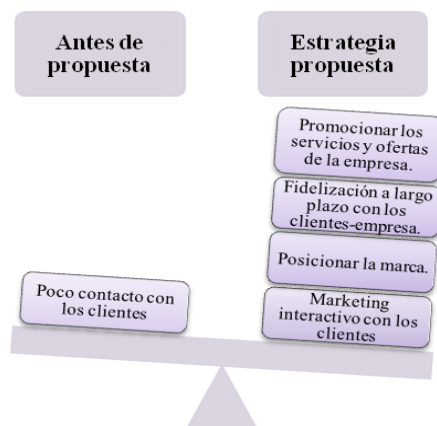 Antes de
propuesta
Estrategia
propuesta
Promocionar los
servicios y ofertas
de la empresa.
Fidelización a largo
plazo con los
clientes-empresa.
Posicionar la marca.
Poco contacto con
los clientes
Marketing
interactivo con los
clientes